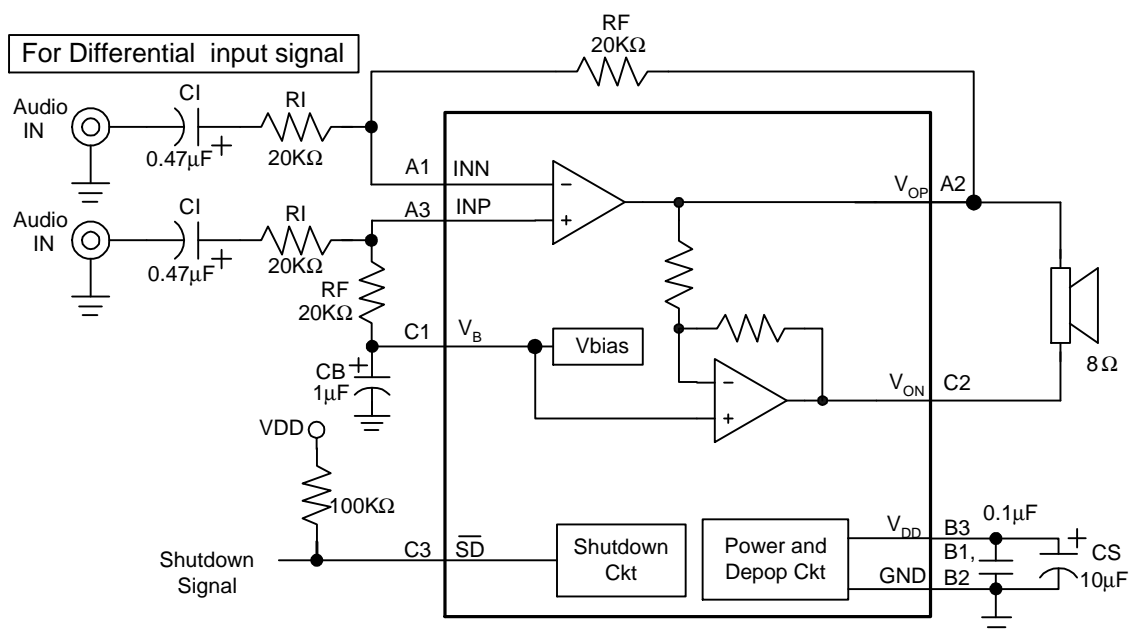 For Differential input signal
RF
20KΩ
Audio
IN
CI
0.47µF
+
RI
20KΩ
A1
INN
−
+
V_OP
A2
Audio
IN
CI
0.47µF
+
RI
20KΩ
A3
INP
RF
20KΩ
C1
V_B
Vbias
CB
+
1µF
−
+
V_ON
C2
8Ω
VDD
100KΩ
Shutdown
Signal
C3
S̅D̅
Shutdown
Ckt
Power and
Depop Ckt
V_DD
GND
B3
B1,
B2
0.1µF
+
CS
10µF